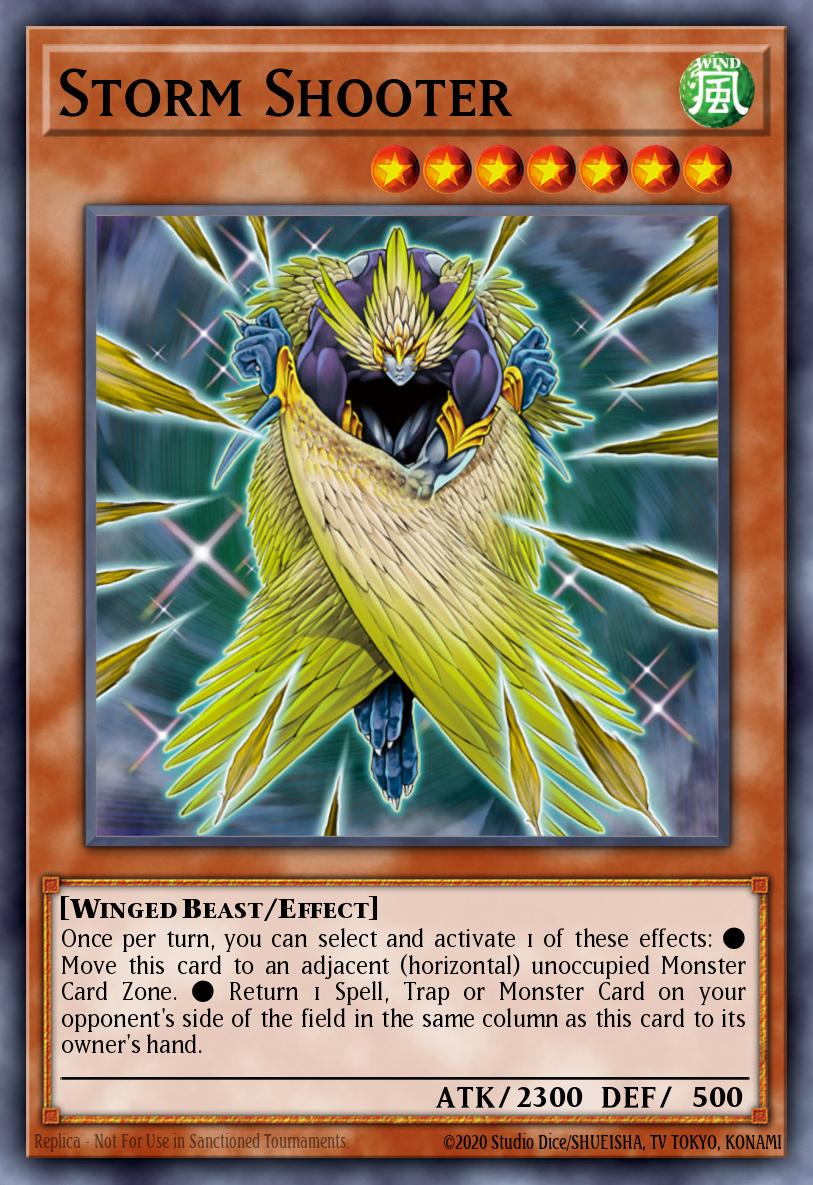 Storm Shooter
WIND
風
[Winged Beast/Effect]
Once per turn, you can select and activate 1 of these effects: ●
Move this card to an adjacent (horizontal) unoccupied Monster
Card Zone. ● Return 1 Spell, Trap or Monster Card on your
opponent's side of the field in the same column as this card to its
owner's hand.
ATK/2300 DEF/ 500
Replica - Not For Use in Sanctioned Tournaments.
©2020 Studio Dice/SHUEISHA, TV TOKYO, KONAMI